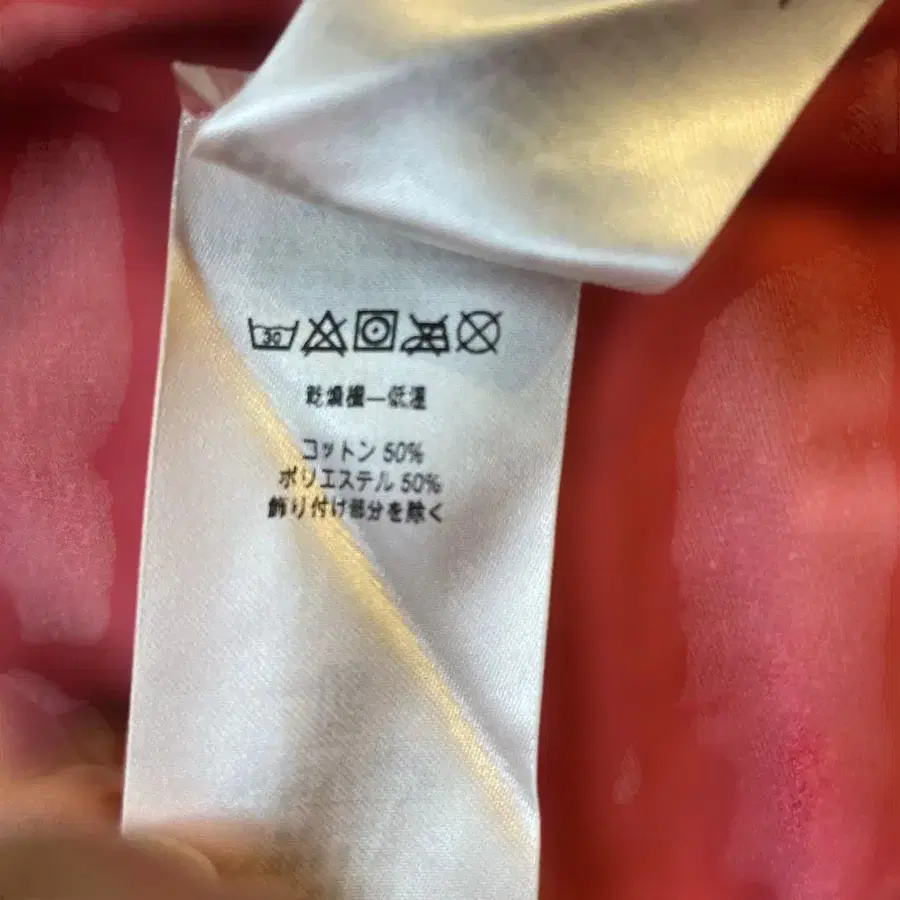 30
乾燥機—低温
コットン 50%
ポリエステル 50%
飾り付け部分を除く